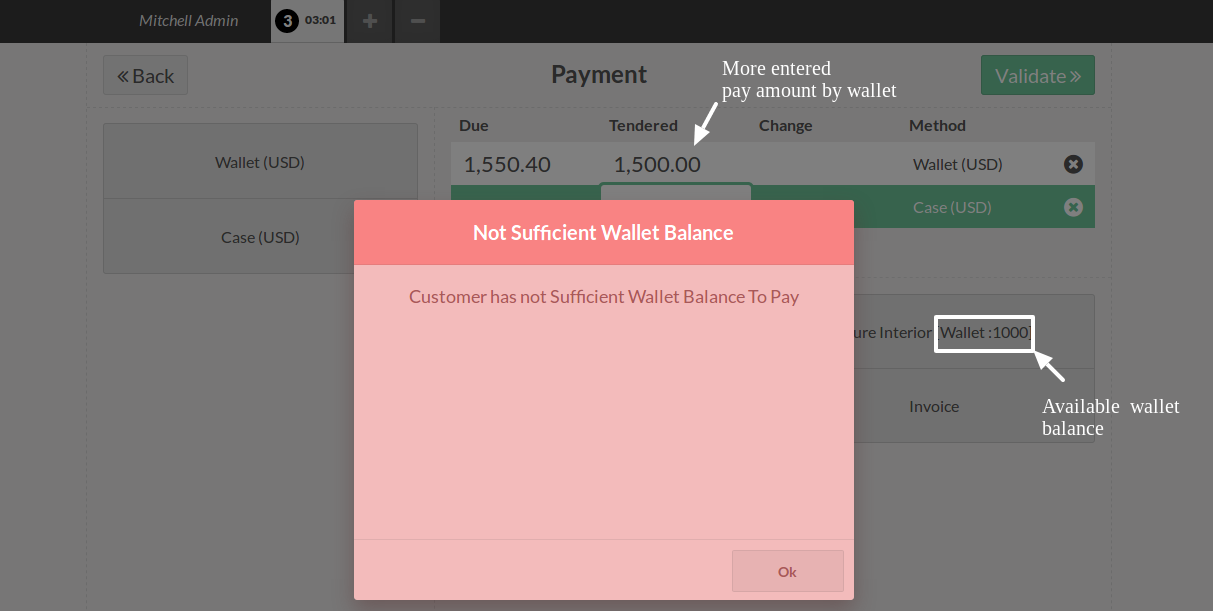 Mitchell Admin 3 03:01 + −
« Back
Payment
Validate »
More entered
pay amount by wallet
Due Tendered Change Method
1,550.40 1,500.00 Wallet (USD)
Case (USD)
Wallet (USD)
Case (USD)
Not Sufficient Wallet Balance
Customer has not Sufficient Wallet Balance To Pay
Ok
Interior [Wallet :1000]
Invoice
Available wallet
balance